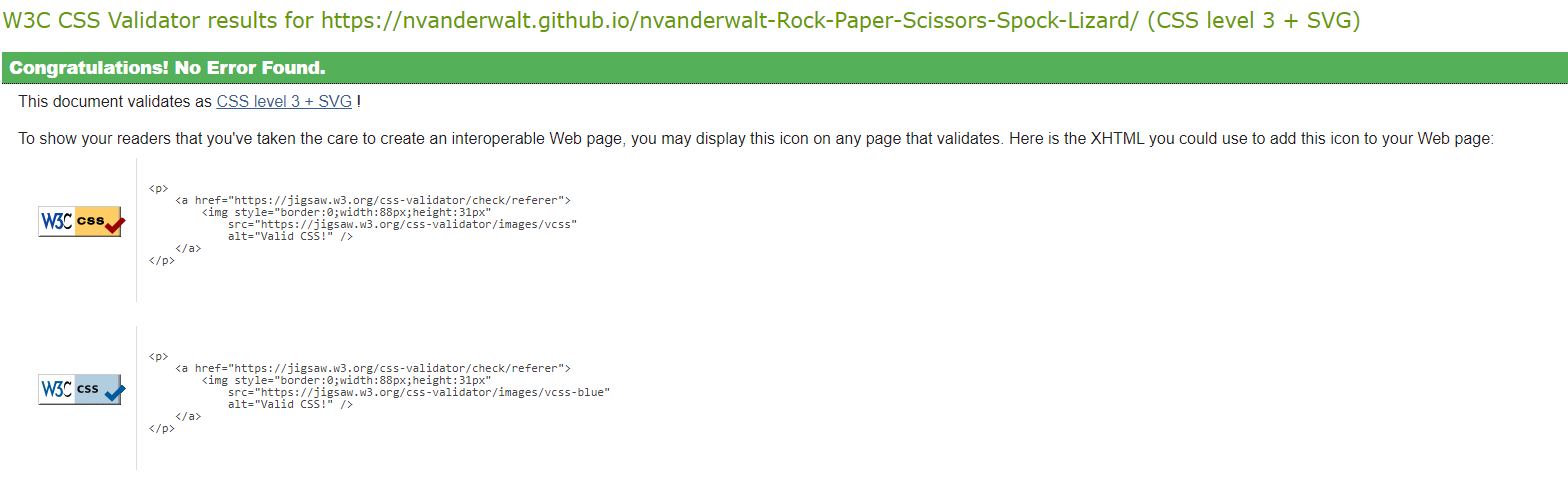 W3C CSS Validator results for https://nvanderwalt.github.io/nvanderwalt-Rock-Paper-Scissors-Spock-Lizard/ (CSS level 3 + SVG)
Congratulations! No Error Found.
This document validates as CSS level 3 + SVG !
To show your readers that you've taken the care to create an interoperable Web page, you may display this icon on any page that validates. Here is the XHTML you could use to add this icon to your Web page:
<p>
<a href="https://jigsaw.w3.org/css-validator/check/referer">
<img style="border:0;width:88px;height:31px"
W3C css
src="https://jigsaw.w3.org/css-validator/images/vcss"
alt="Valid CSS!" />
</a>
</p>
<p>
<a href="https://jigsaw.w3.org/css-validator/check/referer">
<img style="border:0;width:88px;height:31px"
W3C css
src="https://jigsaw.w3.org/css-validator/images/vcss-blue"
alt="Valid CSS!" />
</a>
</p>